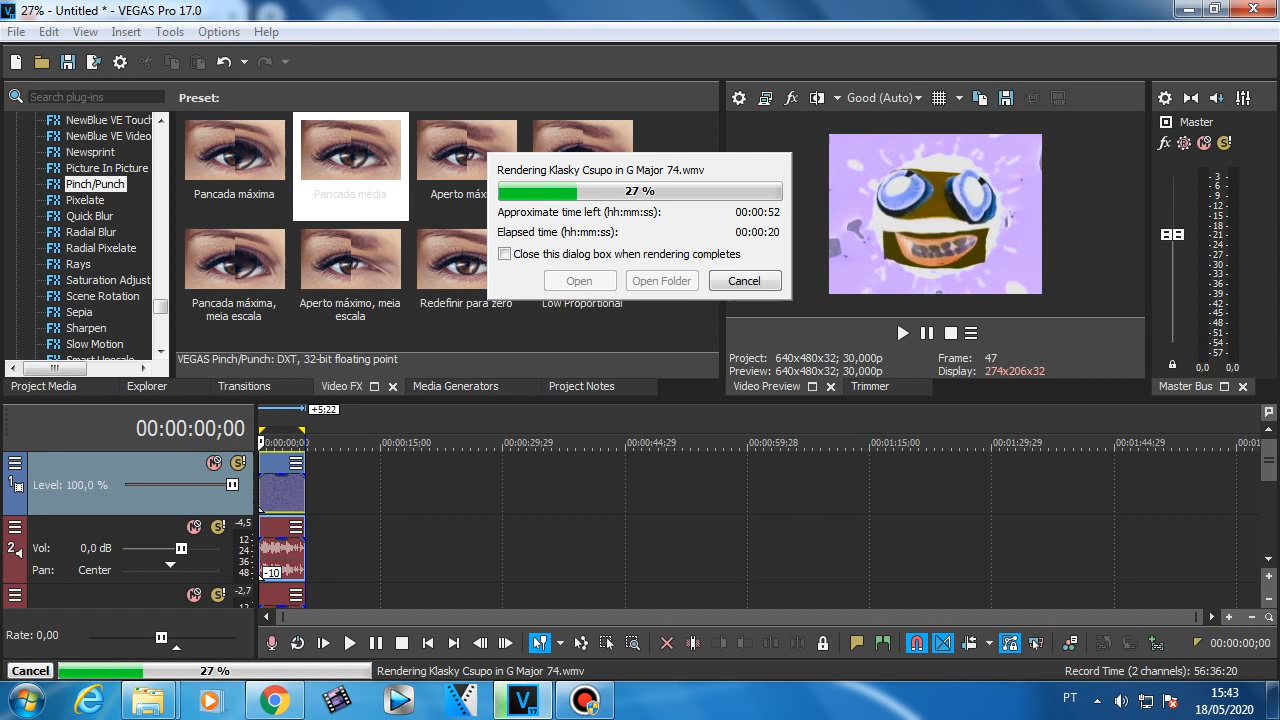 27% - Untitled * - VEGAS Pro 17.0
File Edit View Insert Tools Options Help
Search plug-ins
Preset:
Good (Auto)
Master
NewBlue VE Touch
NewBlue VE Video
Newsprint
Picture In Picture
Pinch/Punch
Pixelate
Quick Blur
Radial Blur
Radial Pixelate
Rays
Saturation Adjust
Scene Rotation
Sepia
Sharpen
Slow Motion
Smart Upscale
Pancada máxima
Pancada média
Aperto máx
Pancada máxima, meia escala
Aperto máximo, meia escala
Redefinir para zero
Low Proportional
VEGAS Pinch/Punch: DXT, 32-bit floating point
Rendering Klasky Csupo in G Major 74.wmv
27 %
Approximate time left (hh:mm:ss): 00:00:52
Elapsed time (hh:mm:ss): 00:00:20
Close this dialog box when rendering completes
Open Open Folder Cancel
Project: 640x480x32; 30,000p Frame: 47
Preview: 640x480x32; 30,000p Display: 274x206x32
-3-
-6-
-9-
-12-
-15-
-18-
-21-
-24-
-27-
-30-
-33-
-36-
-39-
-42-
-45-
-48-
-51-
-54-
-57-
0,0 0,0
Project Media Explorer Transitions Video FX Media Generators Project Notes Video Preview Trimmer Master Bus
+5:22
00:00:00;00
00:00:00;00 00:00:15;00 00:00:29;29 00:00:44;29 00:00:59;28 00:01:15;00 00:01:29;29 00:01:44;29 00:01
1
Level: 100,0 %
2
-4,5
12-
24-
36-
48-
Vol: 0,0 dB
Pan: Center
-10
-2,7
12-
Rate: 0,00
00:00:00;00
Cancel 27 % Rendering Klasky Csupo in G Major 74.wmv Record Time (2 channels): 56:36:20
PT
15:43
18/05/2020